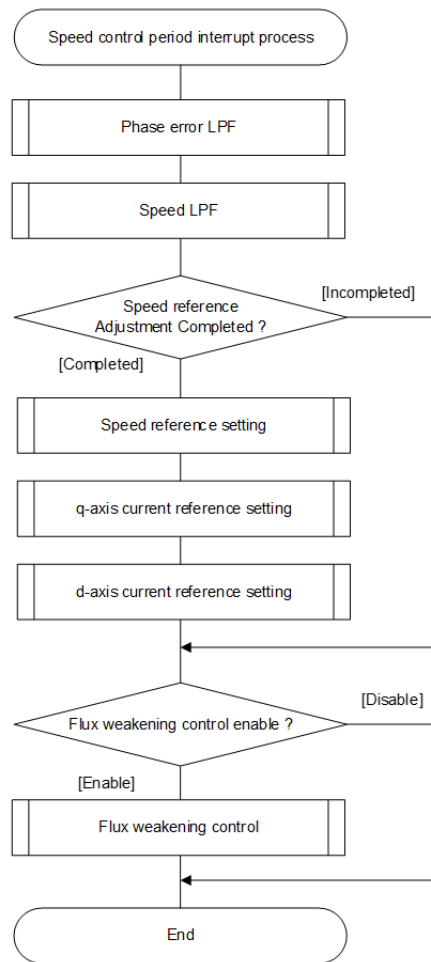 Speed control period interrupt process
Phase error LPF
Speed LPF
Speed reference
Adjustment Completed ?
[Incompleted]
[Completed]
Speed reference setting
q-axis current reference setting
d-axis current reference setting
Flux weakening control enable ?
[Disable]
[Enable]
Flux weakening control
End